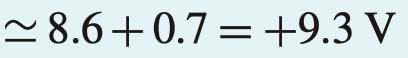 ≃ 8.6 + 0.7 = +9.3 V